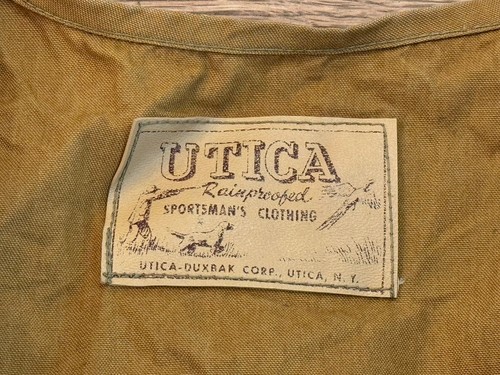 UTICA
Rainproofed
SPORTSMAN'S CLOTHING
UTICA-DUXBAK CORP., UTICA, N. Y.